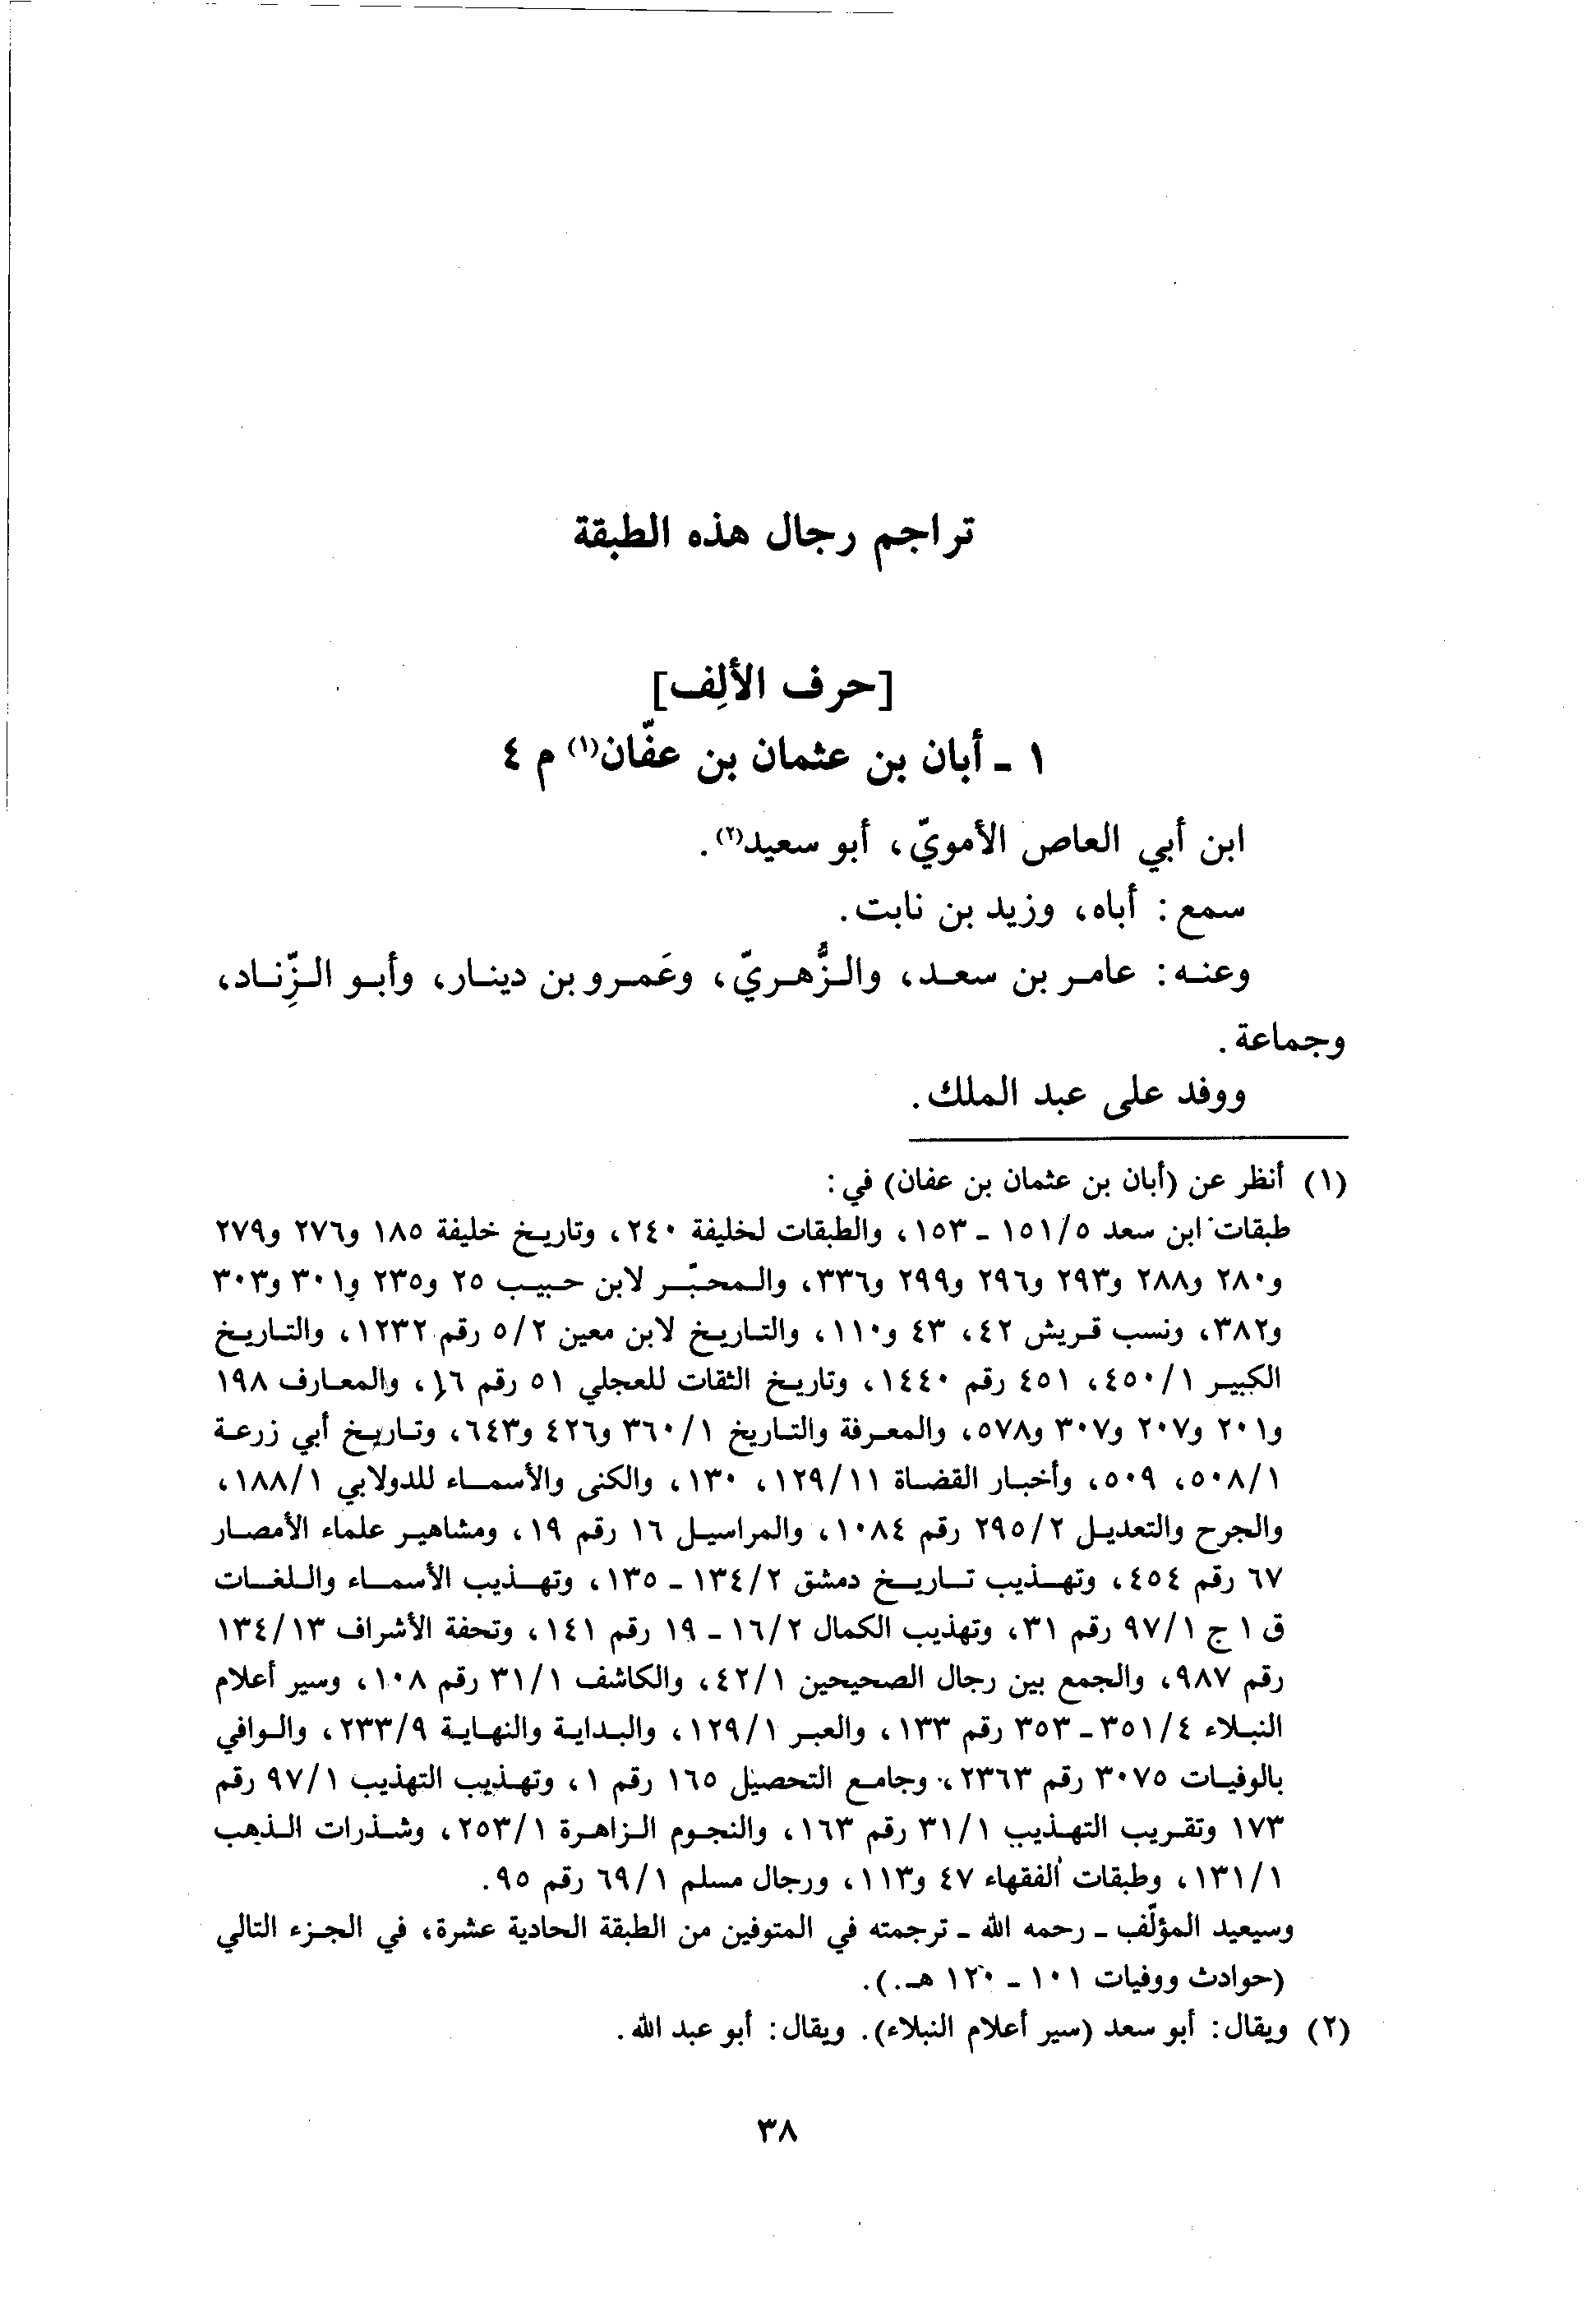 تراجم رجال هذه الطبقة
[حرف الألِف]
١ ـ أبان بن عثمان بن عفّان(١) م ٤
ابن أبي العاص الأمويّ، أبو سعيد(٢).
سمع: أباه، وزيد بن نابت.
وعنه: عامر بن سعد، والزُّهريّ، وعَمرو بن دينار، وأبو الزِّناد،
وجماعة.
ووفد على عبد الملك.
(١) أنظر عن (أبان بن عثمان بن عفان) في:
طبقات ابن سعد ١٥١/٥ ـ ١٥٣، والطبقات لخليفة ٢٤٠، وتاريخ خليفة ١٨٥ و٢٧٦ و٢٧٩
و٢٨٠ و٢٨٨ و٢٩٣ و٢٩٦ و٢٩٩ و٣٣٦، والمحبّر لابن حبيب ٢٥ و٢٣٥ و٣٠١ و٣٠٣
و٣٨٢، ونسب قريش ٤٢، ٤٣ و١١٠، والتاريخ لابن معين ٥/٢ رقم ١٢٣٢، والتاريخ
الكبير ٤٥٠/١، ٤٥١ رقم ١٤٤٠، وتاريخ الثقات للعجلي ٥١ رقم ١٦، والمعارف ١٩٨
و٢٠١ و٢٠٧ و٣٠٧ و٥٧٨، والمعرفة والتاريخ ٣٦٠/١ و٤٢٦ و٦٤٣، وتاريخ أبي زرعة
٥٠٨/١، ٥٠٩، وأخبار القضاة ١٢٩/١١، ١٣٠، والكنى والأسماء للدولابي ١٨٨/١،
والجرح والتعديل ٢٩٥/٢ رقم ١٠٨٤، والمراسيل ١٦ رقم ١٩، ومشاهير علماء الأمصار
٦٧ رقم ٤٥٤، وتهذيب تاريخ دمشق ١٣٤/٢ ـ ١٣٥، وتهذيب الأسماء واللغات
ق ١ ج ٩٧/١ رقم ٣١، وتهذيب الكمال ١٦/٢ ـ ١٩ رقم ١٤١، وتحفة الأشراف ١٣٤/١٣
رقم ٩٨٧، والجمع بين رجال الصحيحين ٤٢/١، والكاشف ٣١/١ رقم ١٠٨، وسير أعلام
النبلاء ٣٥١/٤ ـ ٣٥٣ رقم ١٣٣، والعبر ١٢٩/١، والبداية والنهاية ٢٣٣/٩، والوافي
بالوفيات ٣٠٧٥ رقم ٢٣٦٣، وجامع التحصيل ١٦٥ رقم ١، وتهذيب التهذيب ٩٧/١ رقم
١٧٣ وتقريب التهذيب ٣١/١ رقم ١٦٣، والنجوم الزاهرة ٢٥٣/١، وشذرات الذهب
١٣١/١، وطبقات الفقهاء ٤٧ و١١٣، ورجال مسلم ٦٩/١ رقم ٩٥.
وسيعيد المؤلّف ـ رحمه الله ـ ترجمته في المتوفين من الطبقة الحادية عشرة، في الجزء التالي
(حوادث ووفيات ١٠١ ـ ١٢٠ هـ.).
(٢) ويقال: أبو سعد (سير أعلام النبلاء). ويقال: أبو عبد الله.
٣٨